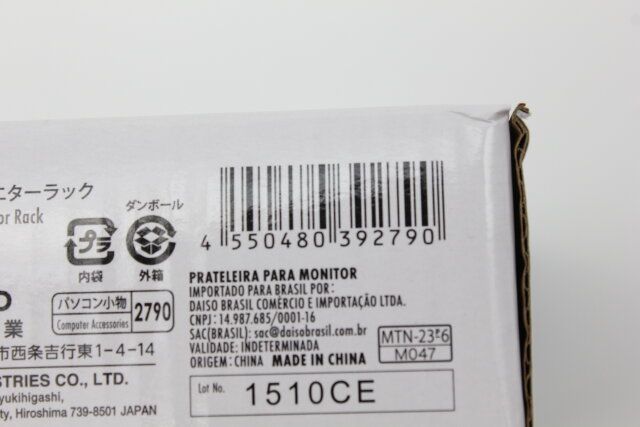 ニターラック
or Rack
プラ
内袋
ダンボール
外箱
4 550480 392790
PRATELEIRA PARA MONITOR
IMPORTADO PARA BRASIL POR:
DAISO BRASIL COMÉRCIO E IMPORTAÇÃO LTDA.
CNPJ: 14.987.685/0001-16
SAC(BRASIL): sac@daisobrasil.com.br
VALIDADE: INDETERMINADA
ORIGEM: CHINA MADE IN CHINA
MTN-23*6
M047
Lot No. 1510CE
O
業
パソコン小物
Computer Accessories
2790
市西条吉行東1-4-14
STRIES CO., LTD.
yukihigashi,
ty, Hiroshima 739-8501 JAPAN